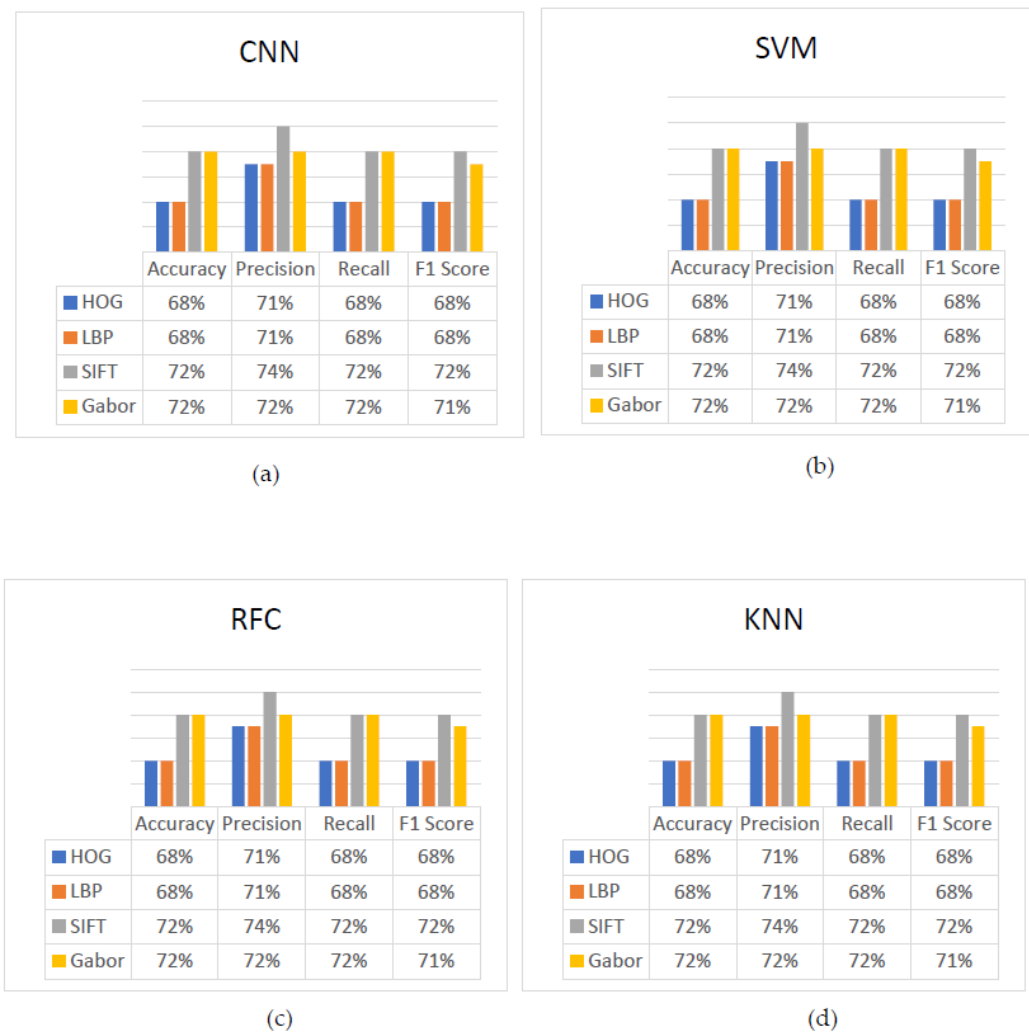 CNN
Accuracy Precision Recall F1 Score
HOG 68% 71% 68% 68%
LBP 68% 71% 68% 68%
SIFT 72% 74% 72% 72%
Gabor 72% 72% 72% 71%
(a)
SVM
Accuracy Precision Recall F1 Score
HOG 68% 71% 68% 68%
LBP 68% 71% 68% 68%
SIFT 72% 74% 72% 72%
Gabor 72% 72% 72% 71%
(b)
RFC
Accuracy Precision Recall F1 Score
HOG 68% 71% 68% 68%
LBP 68% 71% 68% 68%
SIFT 72% 74% 72% 72%
Gabor 72% 72% 72% 71%
(c)
KNN
Accuracy Precision Recall F1 Score
HOG 68% 71% 68% 68%
LBP 68% 71% 68% 68%
SIFT 72% 74% 72% 72%
Gabor 72% 72% 72% 71%
(d)